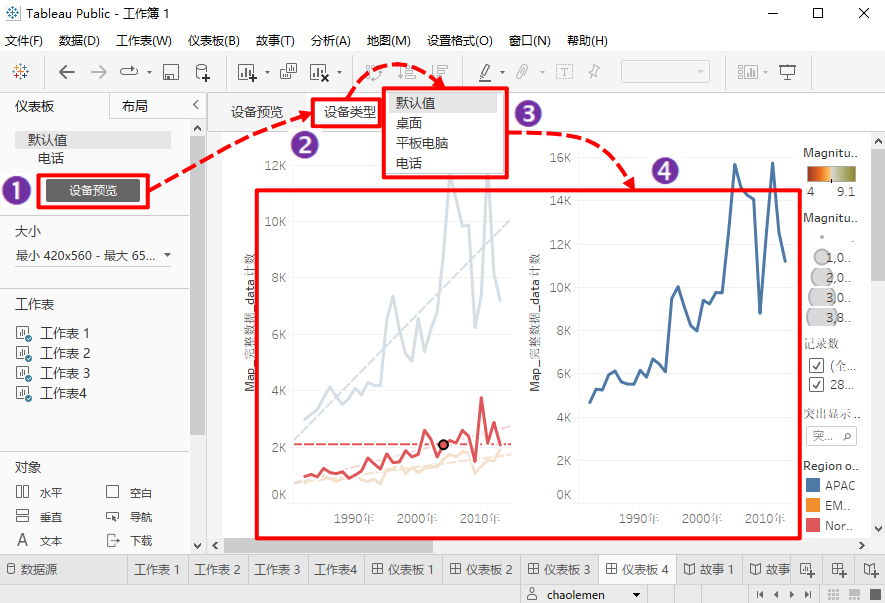 Tableau Public - 工作簿 1
文件(F) 数据(D) 工作表(W) 仪表板(B) 故事(T) 分析(A) 地图(M) 设置格式(O) 窗口(N) 帮助(H)
仪表板 布局
默认值
电话
设备预览
1
大小
最小 420x560 - 最大 65...
工作表
工作表 1
工作表 2
工作表 3
工作表4
对象
水平 空白
垂直 导航
文本 下载
设备预览 设备类型
2
默认值
桌面
平板电脑
电话
3
4
12K
10K
8K
6K
4K
2K
0K
Map_完整数据_data 计数
1990年 2000年 2010年
16K
14K
12K
10K
8K
6K
4K
2K
0K
Map_完整数据_data 计数
1990年 2000年 2010年
Magnitu..
4 9.1
Magnitu..
1,0..
2,0..
3,0..
3,8..
记录数
(全...
28...
突出显示 ..
突...
Region o..
APAC
EM..
Nor..
数据源 工作表 1 工作表 2 工作表 3 工作表4 仪表板 1 仪表板 2 仪表板 3 仪表板 4 故事 1 故事
chaolemen